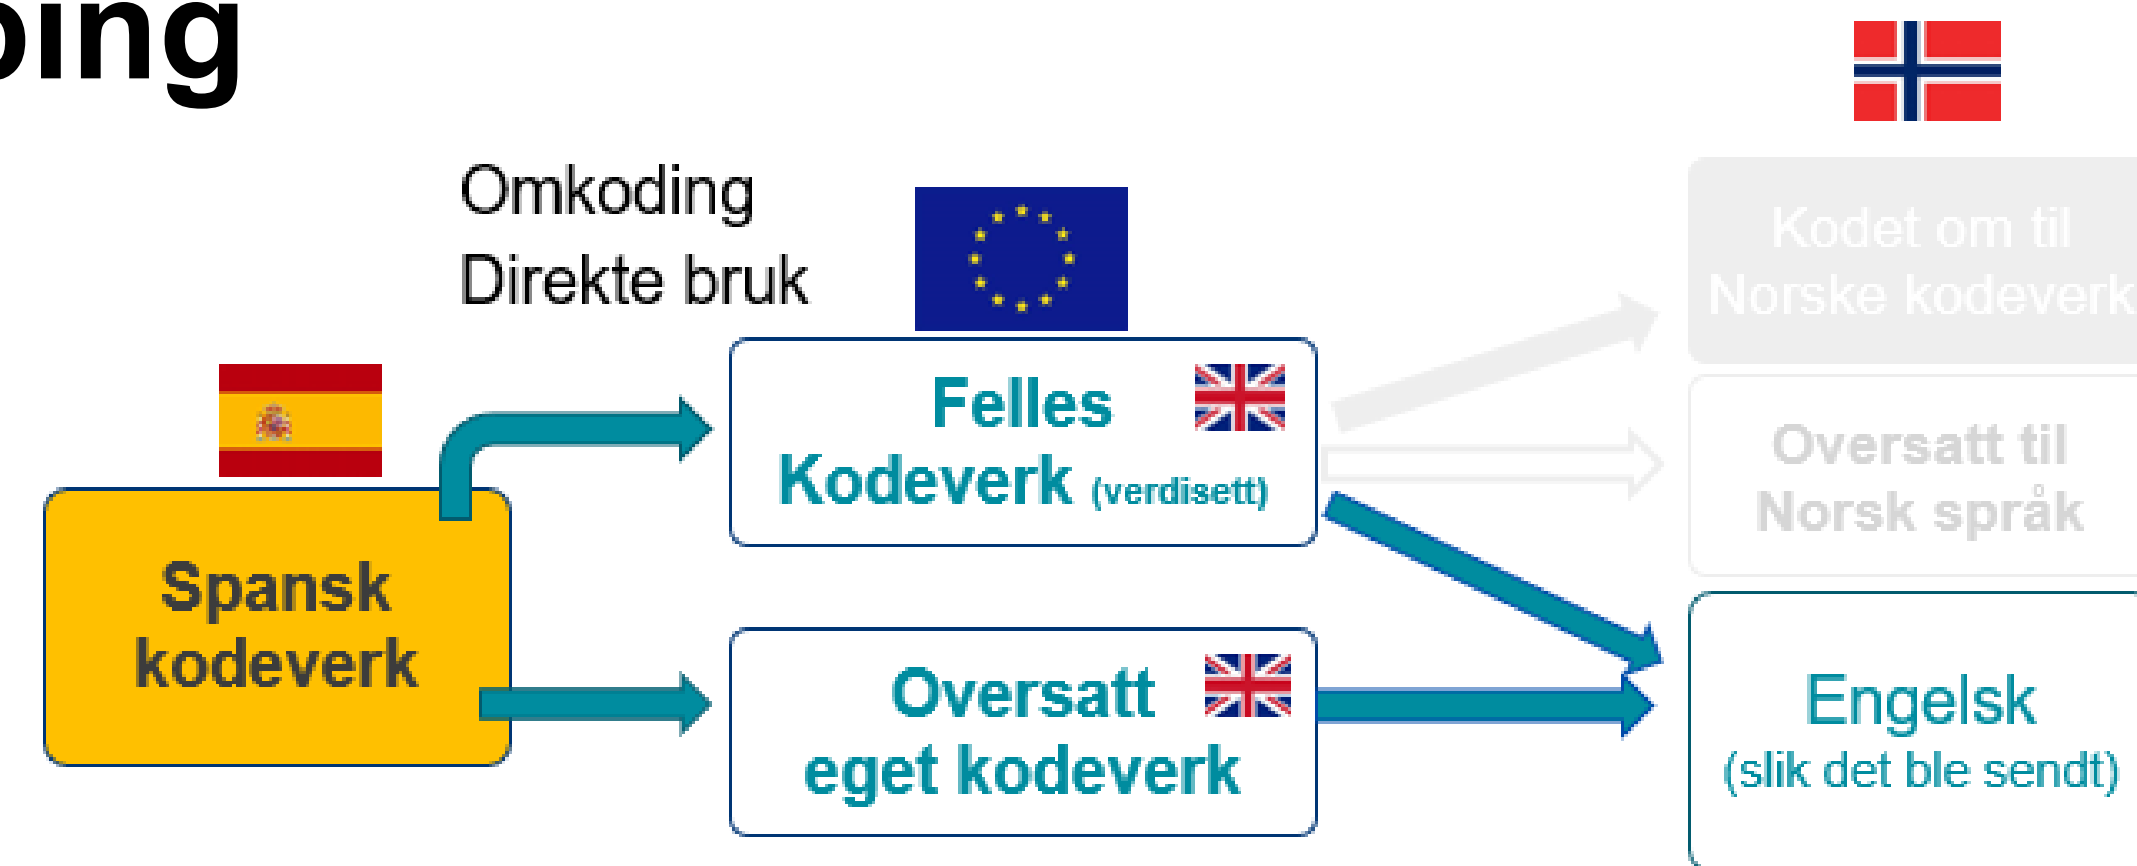 Omkoding
Direkte bruk
Spansk
kodeverk
Felles
Kodeverk (verdisett)
Oversatt
eget kodeverk
Kodet om til
Norske kodeverk
Oversatt til
Norsk språk
Engelsk
(slik det ble sendt)